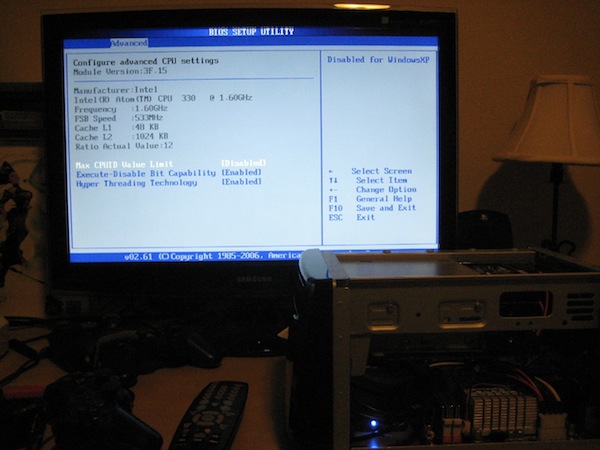 BIOS SETUP UTILITY
Advanced
Configure advanced CPU settings
Module Version:3F.15
Manufacturer:Intel
Intel(R) Atom(TM) CPU 330 @ 1.60GHz
Frequency :1.60GHz
FSB Speed :533MHz
Cache L1 :48 KB
Cache L2 :1024 KB
Ratio Actual Value:12
Max CPUID Value Limit [Disabled]
Execute-Disable Bit Capability [Enabled]
Hyper Threading Technology [Enabled]
Disabled for WindowsXP
← Select Screen
↑↓ Select Item
+- Change Option
F1 General Help
F10 Save and Exit
ESC Exit
v02.61 (C)Copyright 1985-2006, America
SAMSUNG